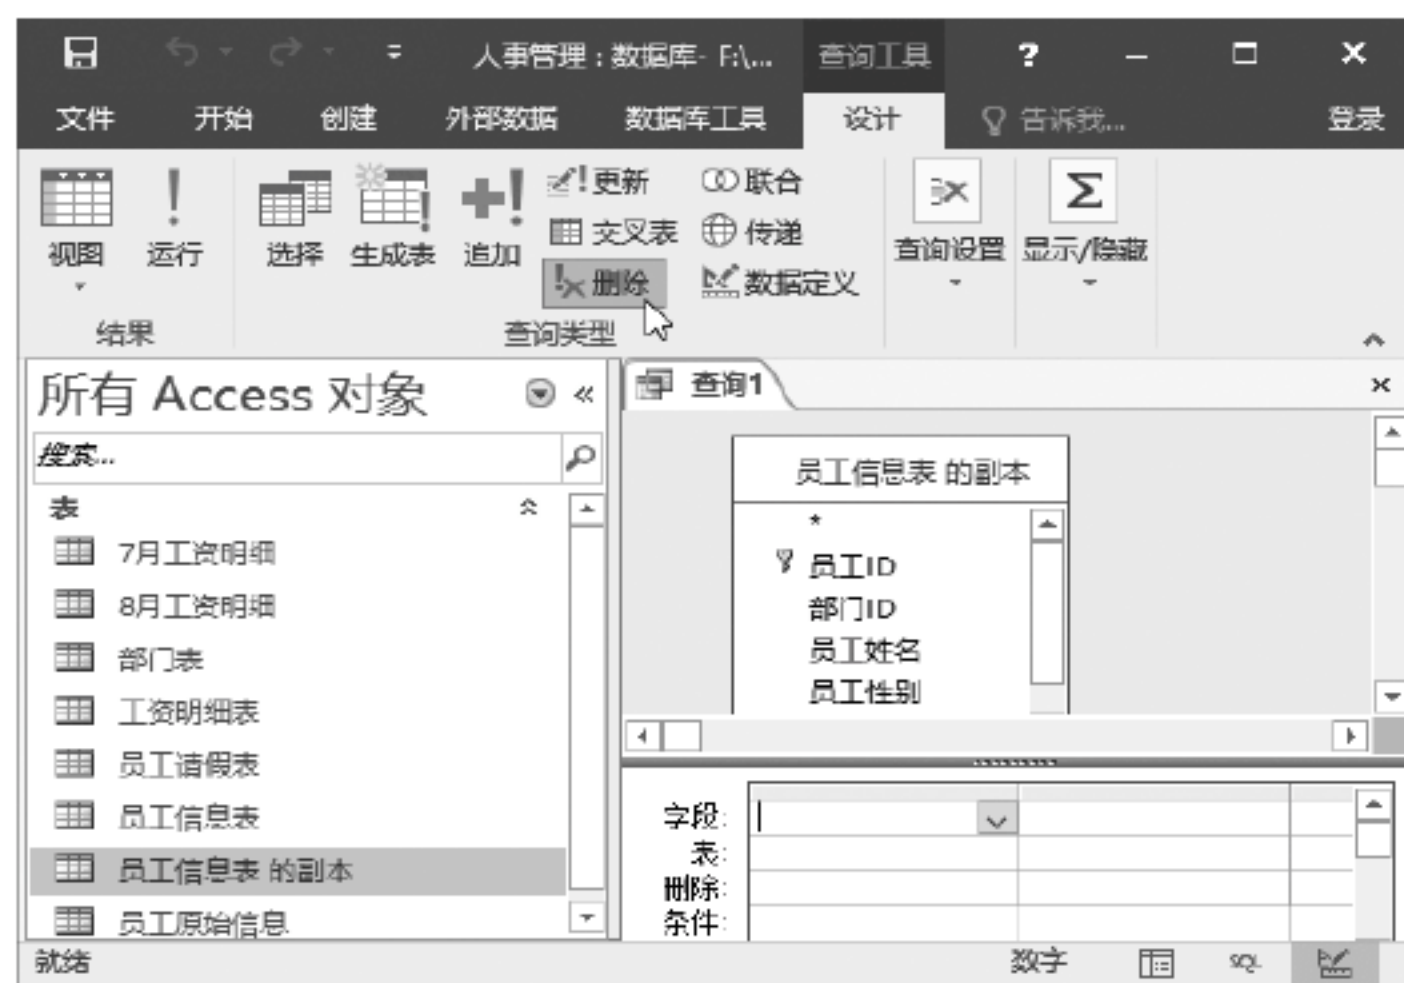 人事管理：数据库- F:\... 查询工具 ?
文件 开始 创建 外部数据 数据库工具 设计 告诉我... 登录
视图 运行 选择 生成表 追加 更新 联合 查询设置 显示/隐藏
交叉表 传递
删除 数据定义
结果 查询类型
所有 Access 对象
搜索...
表
7月工资明细
8月工资明细
部门表
工资明细表
员工请假表
员工信息表
员工信息表 的副本
员工原始信息
查询1
员工信息表 的副本
*
员工ID
部门ID
员工姓名
员工性别
字段:
表:
删除:
条件:
就绪 数字 SQL